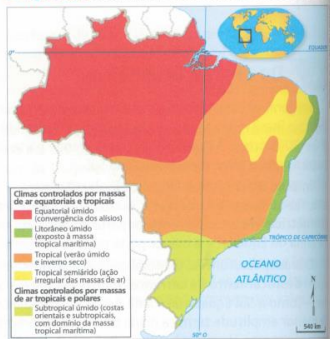 EQUADOR
0°
Climas controlados por massas
de ar equatoriais e tropicais
Equatorial úmido
(convergência dos alísios)
Litorâneo úmido
(exposto à massa
tropical marítima)
Tropical (verão úmido
e inverno seco)
Tropical semiárido (ação
irregular das massas de ar)
Climas controlados por massas
de ar tropicais e polares
Subtropical úmido (costas
orientais e subtropicais,
com domínio da massa
tropical marítima)
TRÓPICO DE CAPRICÓRNIO
OCEANO
ATLÂNTICO
N
50° O
540 km